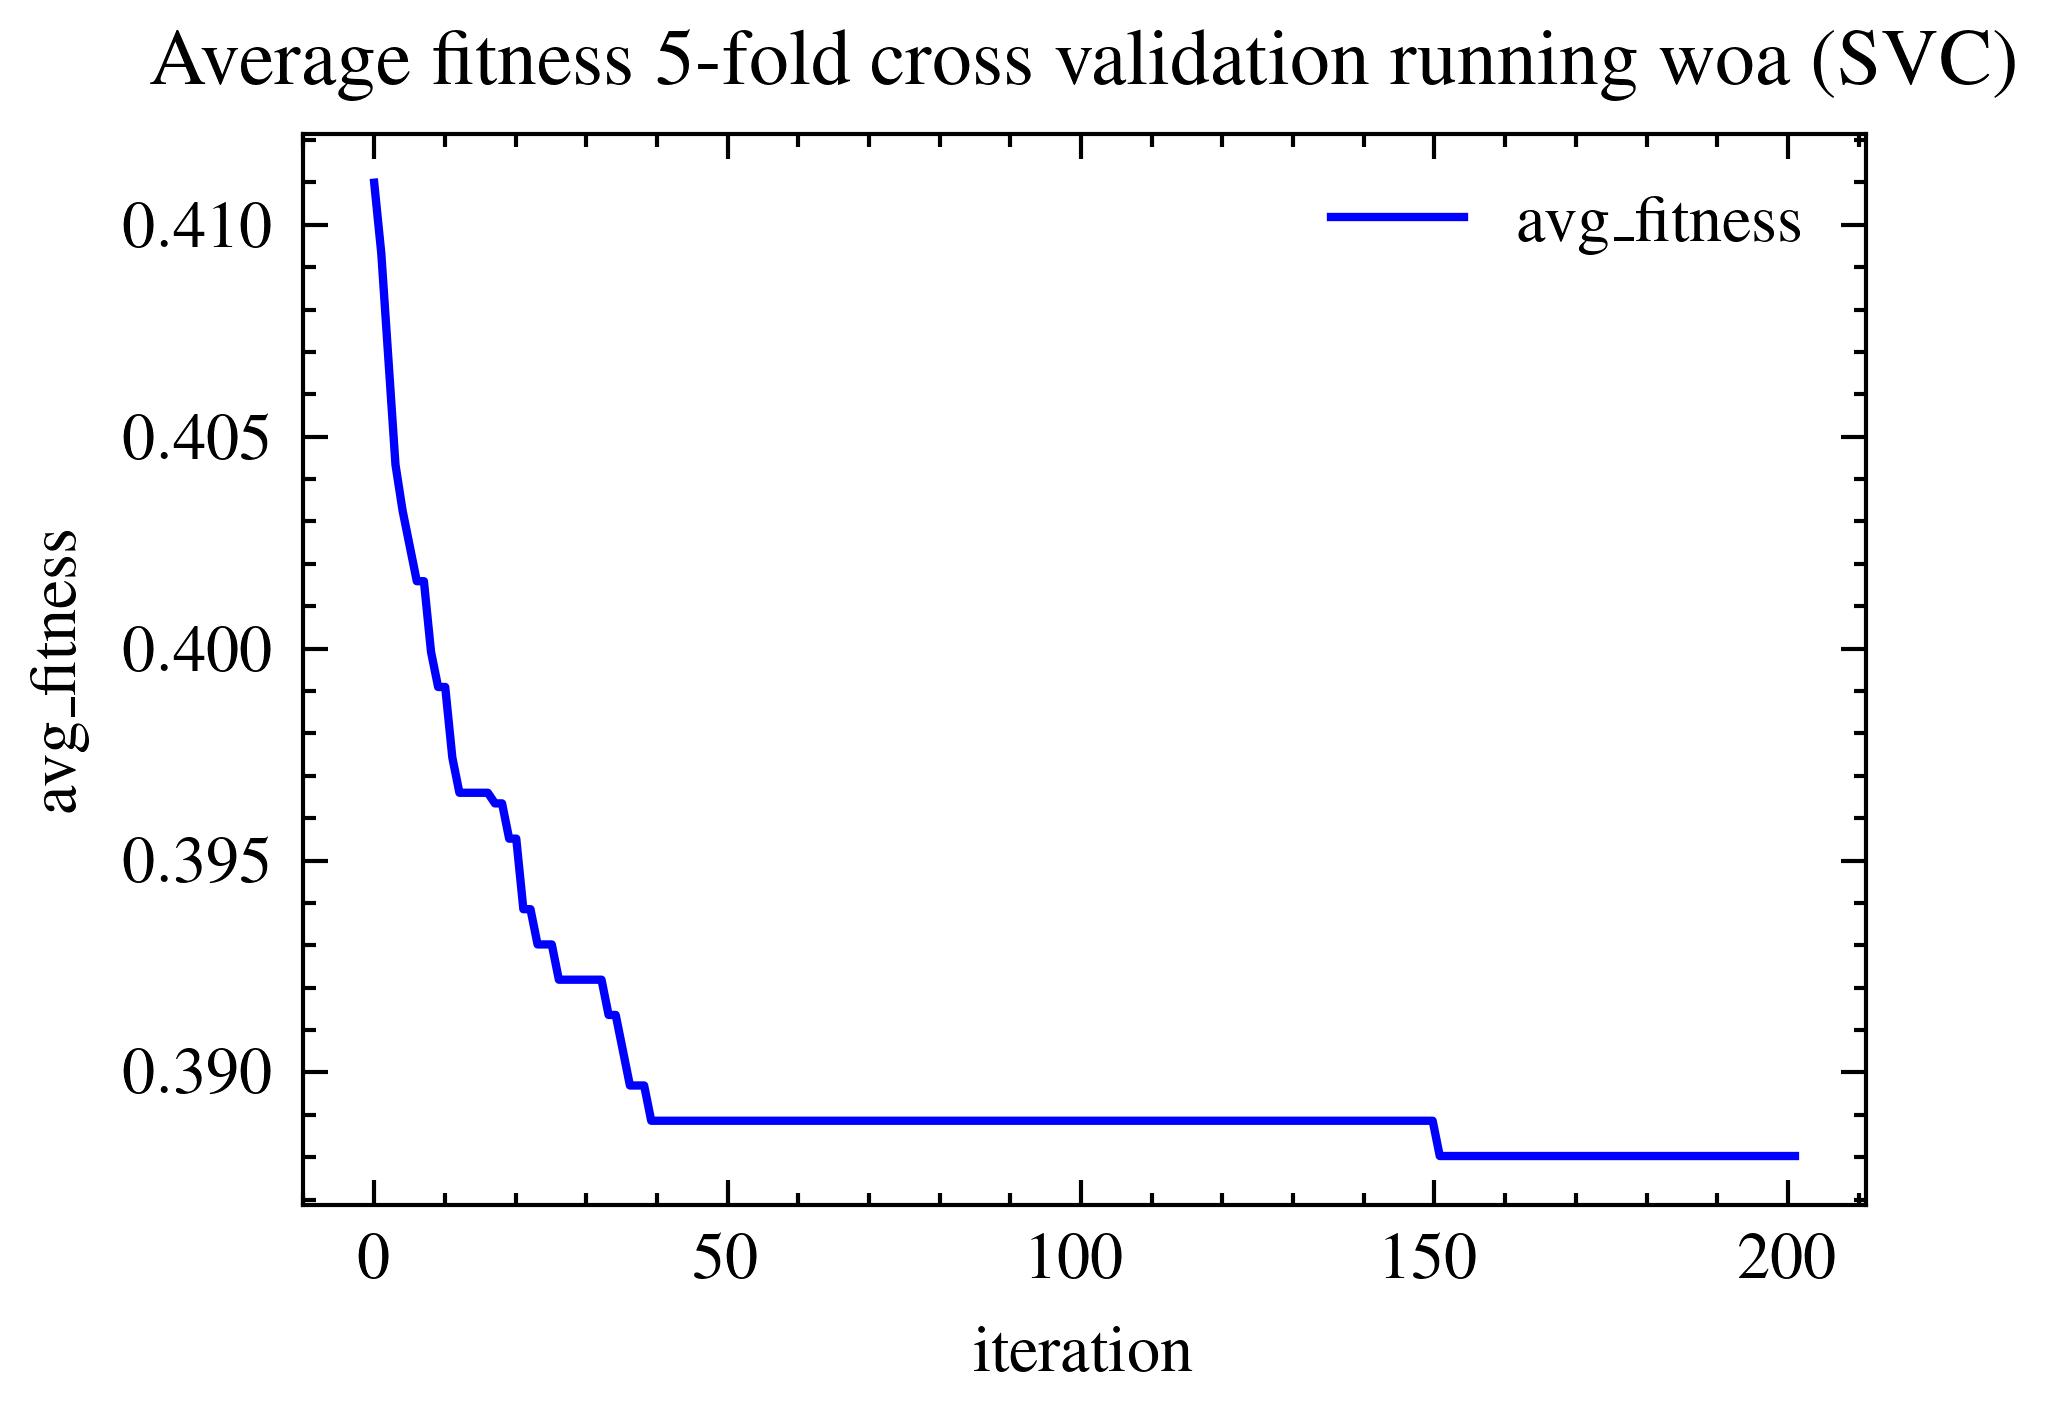 Average fitness 5-fold cross validation running woa (SVC)
avg_fitness
0.410
0.405
0.400
0.395
0.390
avg_fitness
0 50 100 150 200
iteration